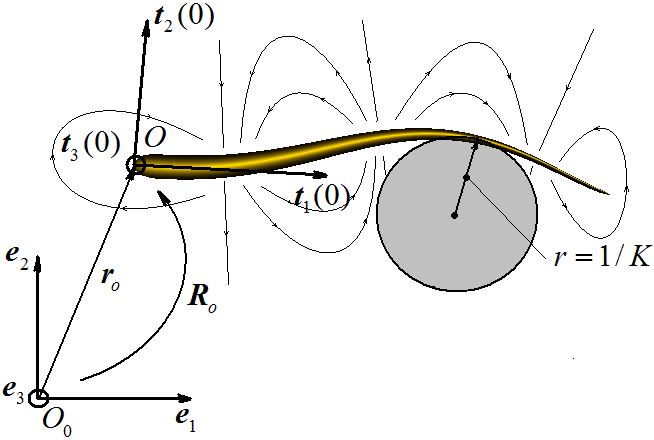 t₂(0)
O
t₃(0)
t₁(0)
e₂
rₒ
Rₒ
r = 1/K
e₃
O₀
e₁